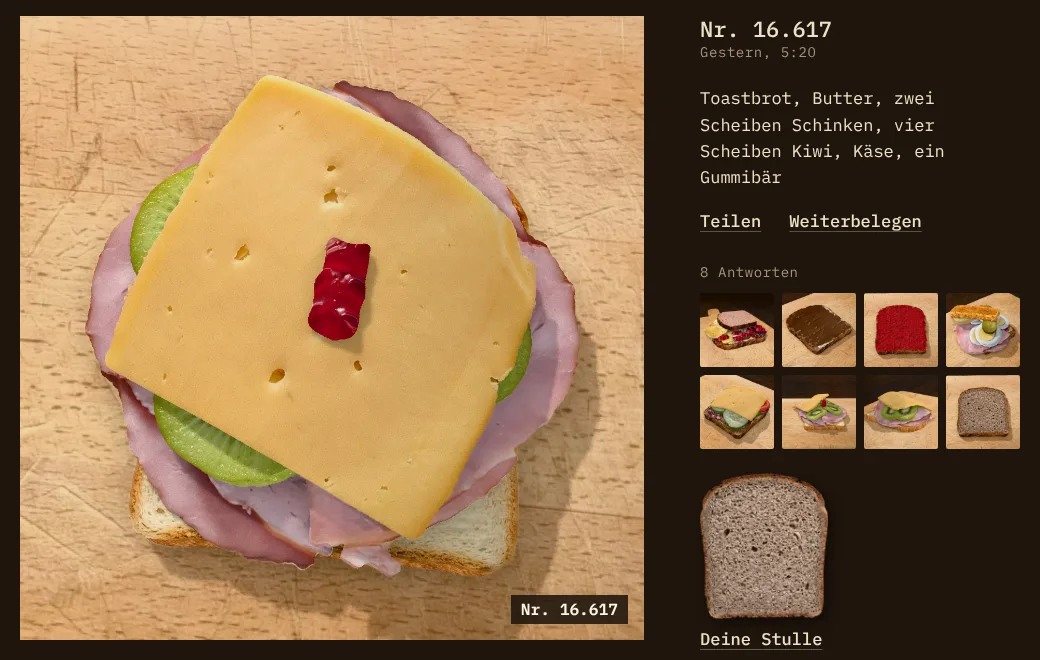 Nr. 16.617
Gestern, 5:20
Toastbrot, Butter, zwei
Scheiben Schinken, vier
Scheiben Kiwi, Käse, ein
Gummibär
Teilen Weiterbelegen
8 Antworten
Nr. 16.617
Deine Stulle